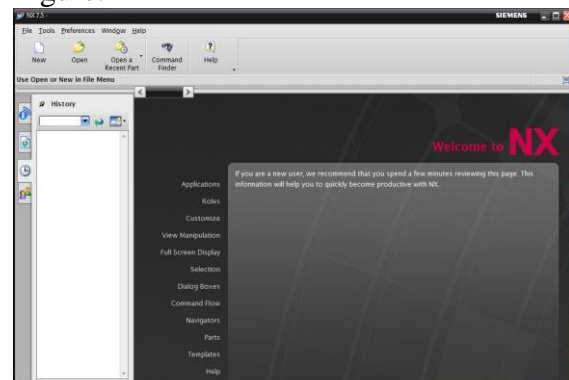 NX 7.5 -
SIEMENS
File Tools Preferences Window Help
New Open Open a Recent Part Command Finder Help
Use Open or New in File Menu
History
Welcome to NX
If you are a new user, we recommend that you spend a few minutes reviewing this page. This
information will help you to quickly become productive with NX.
Applications
Roles
Customize
View Manipulation
Full Screen Display
Selection
Dialog Boxes
Command Flow
Navigators
Parts
Templates
Help